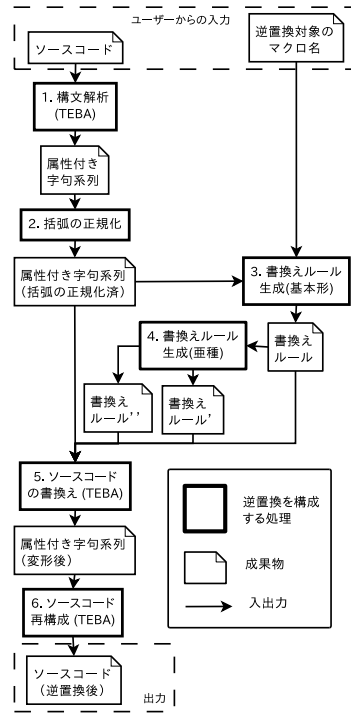 ユーザーからの入力
ソースコード
逆置換対象の
マクロ名
1. 構文解析
(TEBA)
属性付き
字句系列
2. 括弧の正規化
属性付き字句系列
(括弧の正規化済)
3. 書換えルール
生成(基本形)
4. 書換えルール
生成(亜種)
書換え
ルール
書換え
ルール''
書換え
ルール'
5. ソースコード
の書換え (TEBA)
属性付き字句系列
(変形後)
6. ソースコード
再構成 (TEBA)
ソースコード
(逆置換後)
出力
逆置換を構成
する処理
成果物
入出力